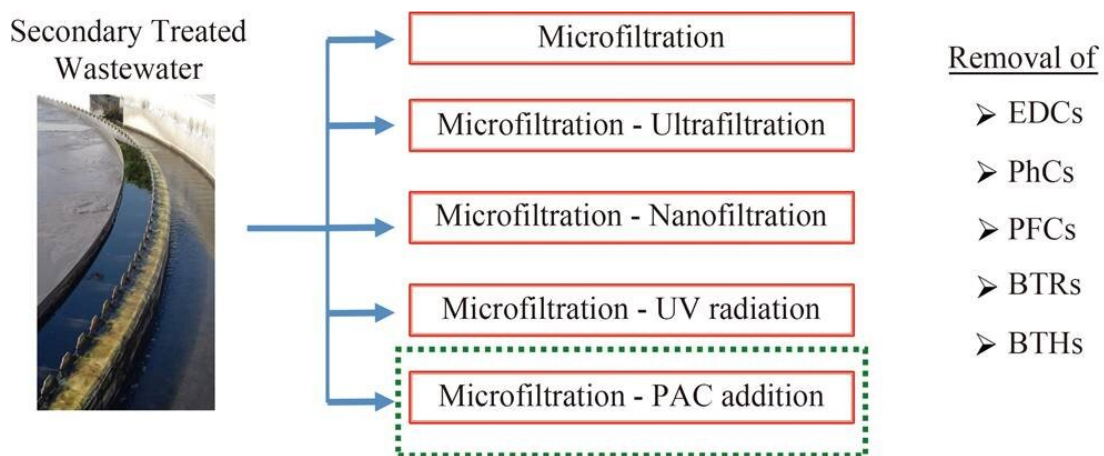 Secondary Treated
Wastewater
Microfiltration
Microfiltration - Ultrafiltration
Microfiltration - Nanofiltration
Microfiltration - UV radiation
Microfiltration - PAC addition
Removal of
➢ EDCs
➢ PhCs
➢ PFCs
➢ BTRs
➢ BTHs